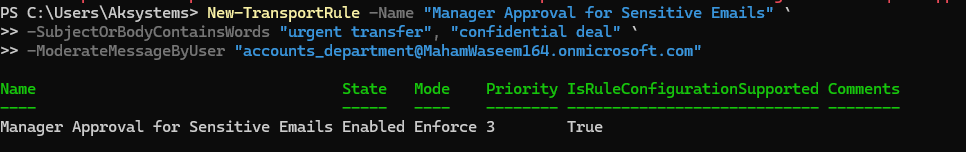 PS C:\Users\Aksystems> New-TransportRule -Name "Manager Approval for Sensitive Emails" `
>> -SubjectOrBodyContainsWords "urgent transfer", "confidential deal" `
>> -ModerateMessageByUser "accounts_department@MahamWaseem164.onmicrosoft.com"
Name State Mode Priority IsRuleConfigurationSupported Comments
---- ----- ---- -------- ---------------------------- --------
Manager Approval for Sensitive Emails Enabled Enforce 3 True